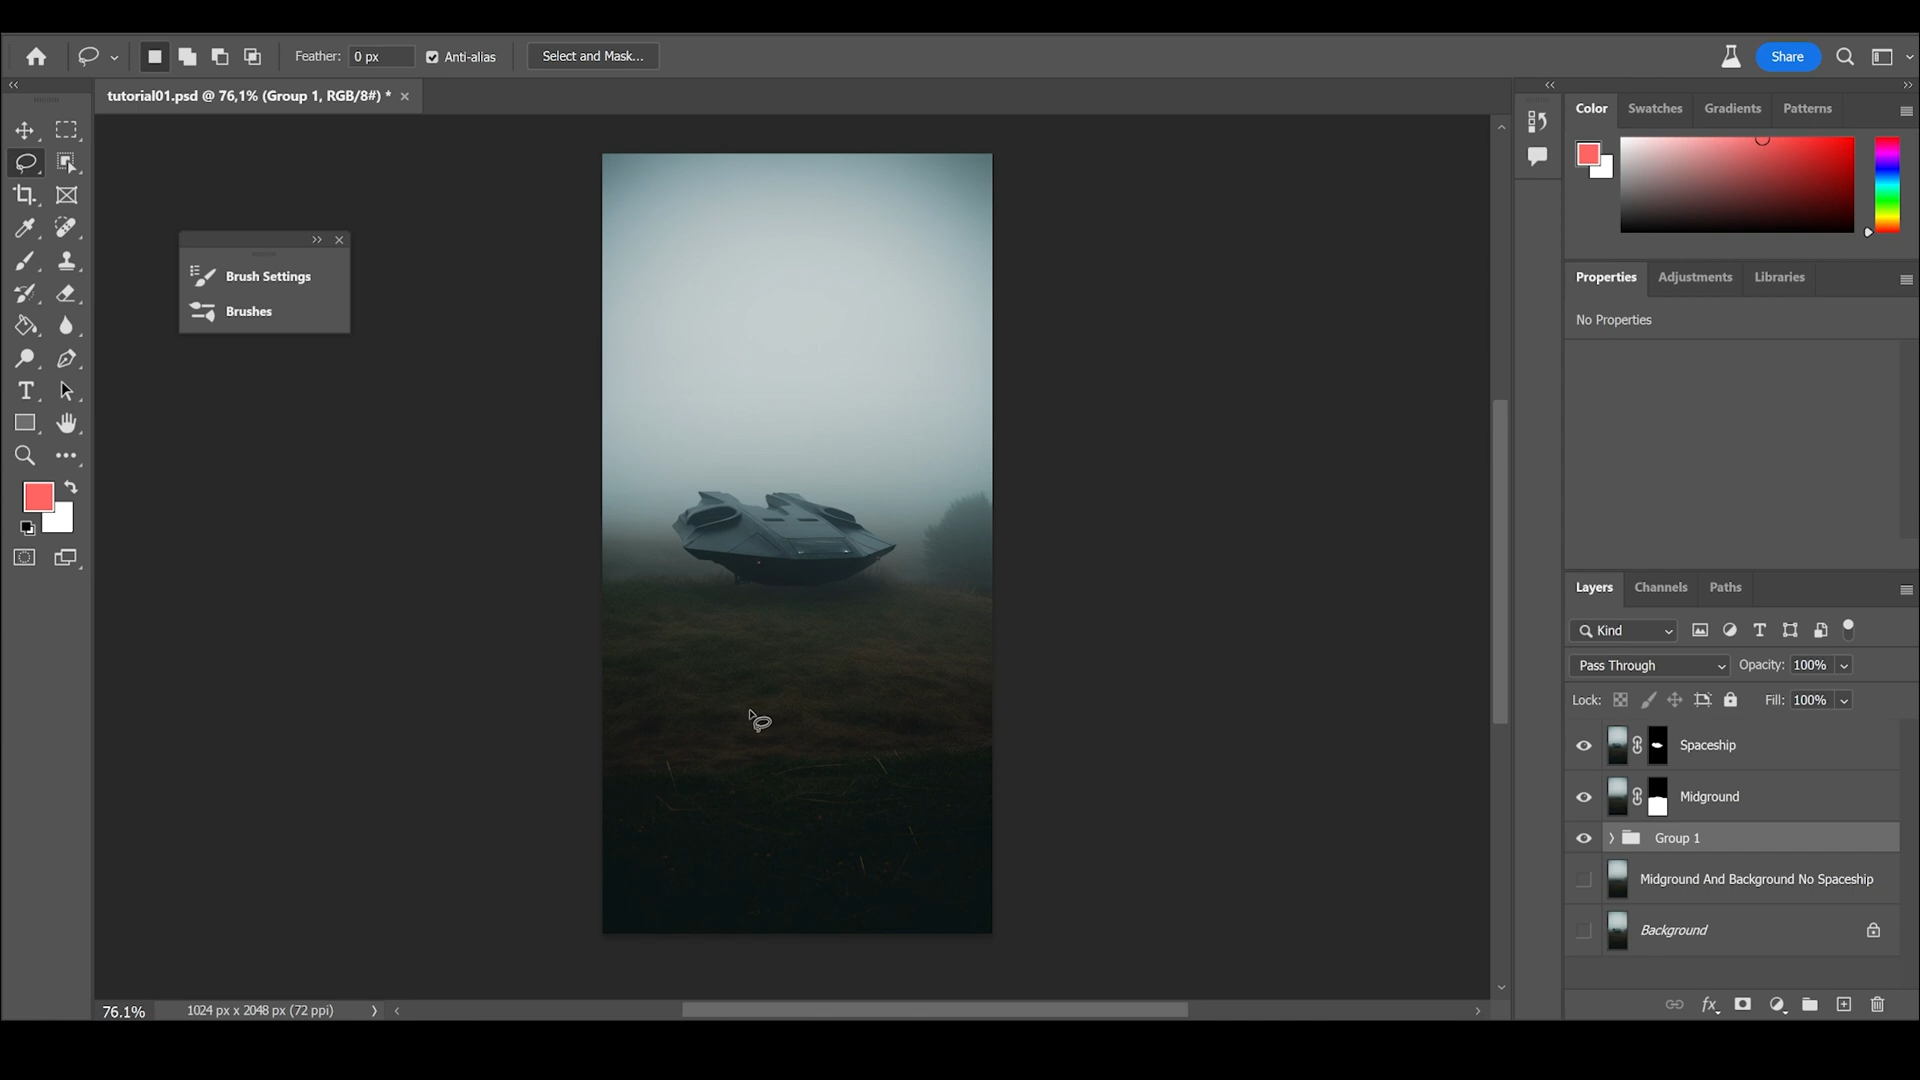 Feather: 0 px Anti-alias Select and Mask... Share
tutorial01.psd @ 76,1% (Group 1, RGB/8#) *
Color Swatches Gradients Patterns
Brush Settings
Brushes
Properties Adjustments Libraries
No Properties
Layers Channels Paths
Kind
Pass Through Opacity: 100%
Lock: Fill: 100%
Spaceship
Midground
Group 1
Midground And Background No Spaceship
Background
76.1% 1024 px x 2048 px (72 ppi)